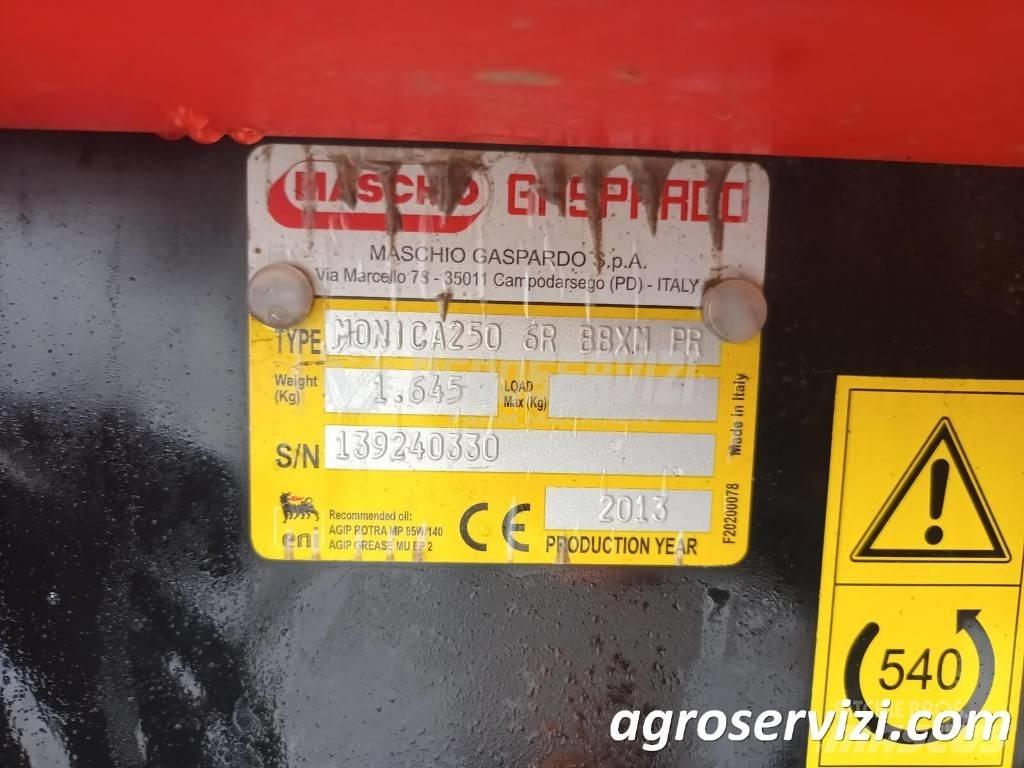 MASCHIO GASPARDO
MASCHIO GASPARDO S.p.A.
Via Marcello 73 - 35011 Campodarsego (PD) - ITALY
TYPE MONICA250 6R 88XM PR
Weight (Kg) 1.645 LOAD Max (Kg)
S/N 139240330
Made in Italy
F20200078
eni
Recommended oil:
AGIP ROTRA MP 85W/140
AGIP GREASE MU EP 2
CE
2013
PRODUCTION YEAR
540
agroservizi.com